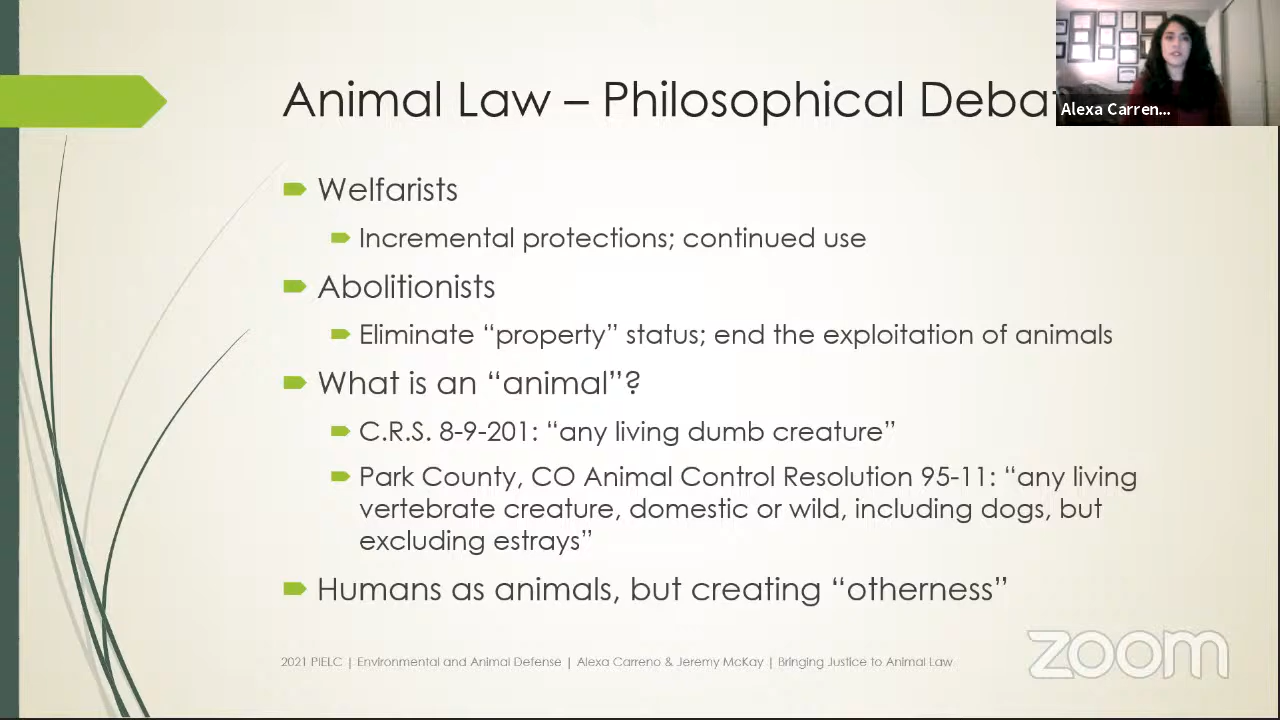 Animal Law – Philosophical Deba
Alexa Carren...
Welfarists
Incremental protections; continued use
Abolitionists
Eliminate “property” status; end the exploitation of animals
What is an “animal”?
C.R.S. 8-9-201: “any living dumb creature”
Park County, CO Animal Control Resolution 95-11: “any living
vertebrate creature, domestic or wild, including dogs, but
excluding estrays”
Humans as animals, but creating “otherness”
2021 PIELC | Environmental and Animal Defense | Alexa Carreno & Jeremy McKay | Bringing Justice to Animal Law
zoom